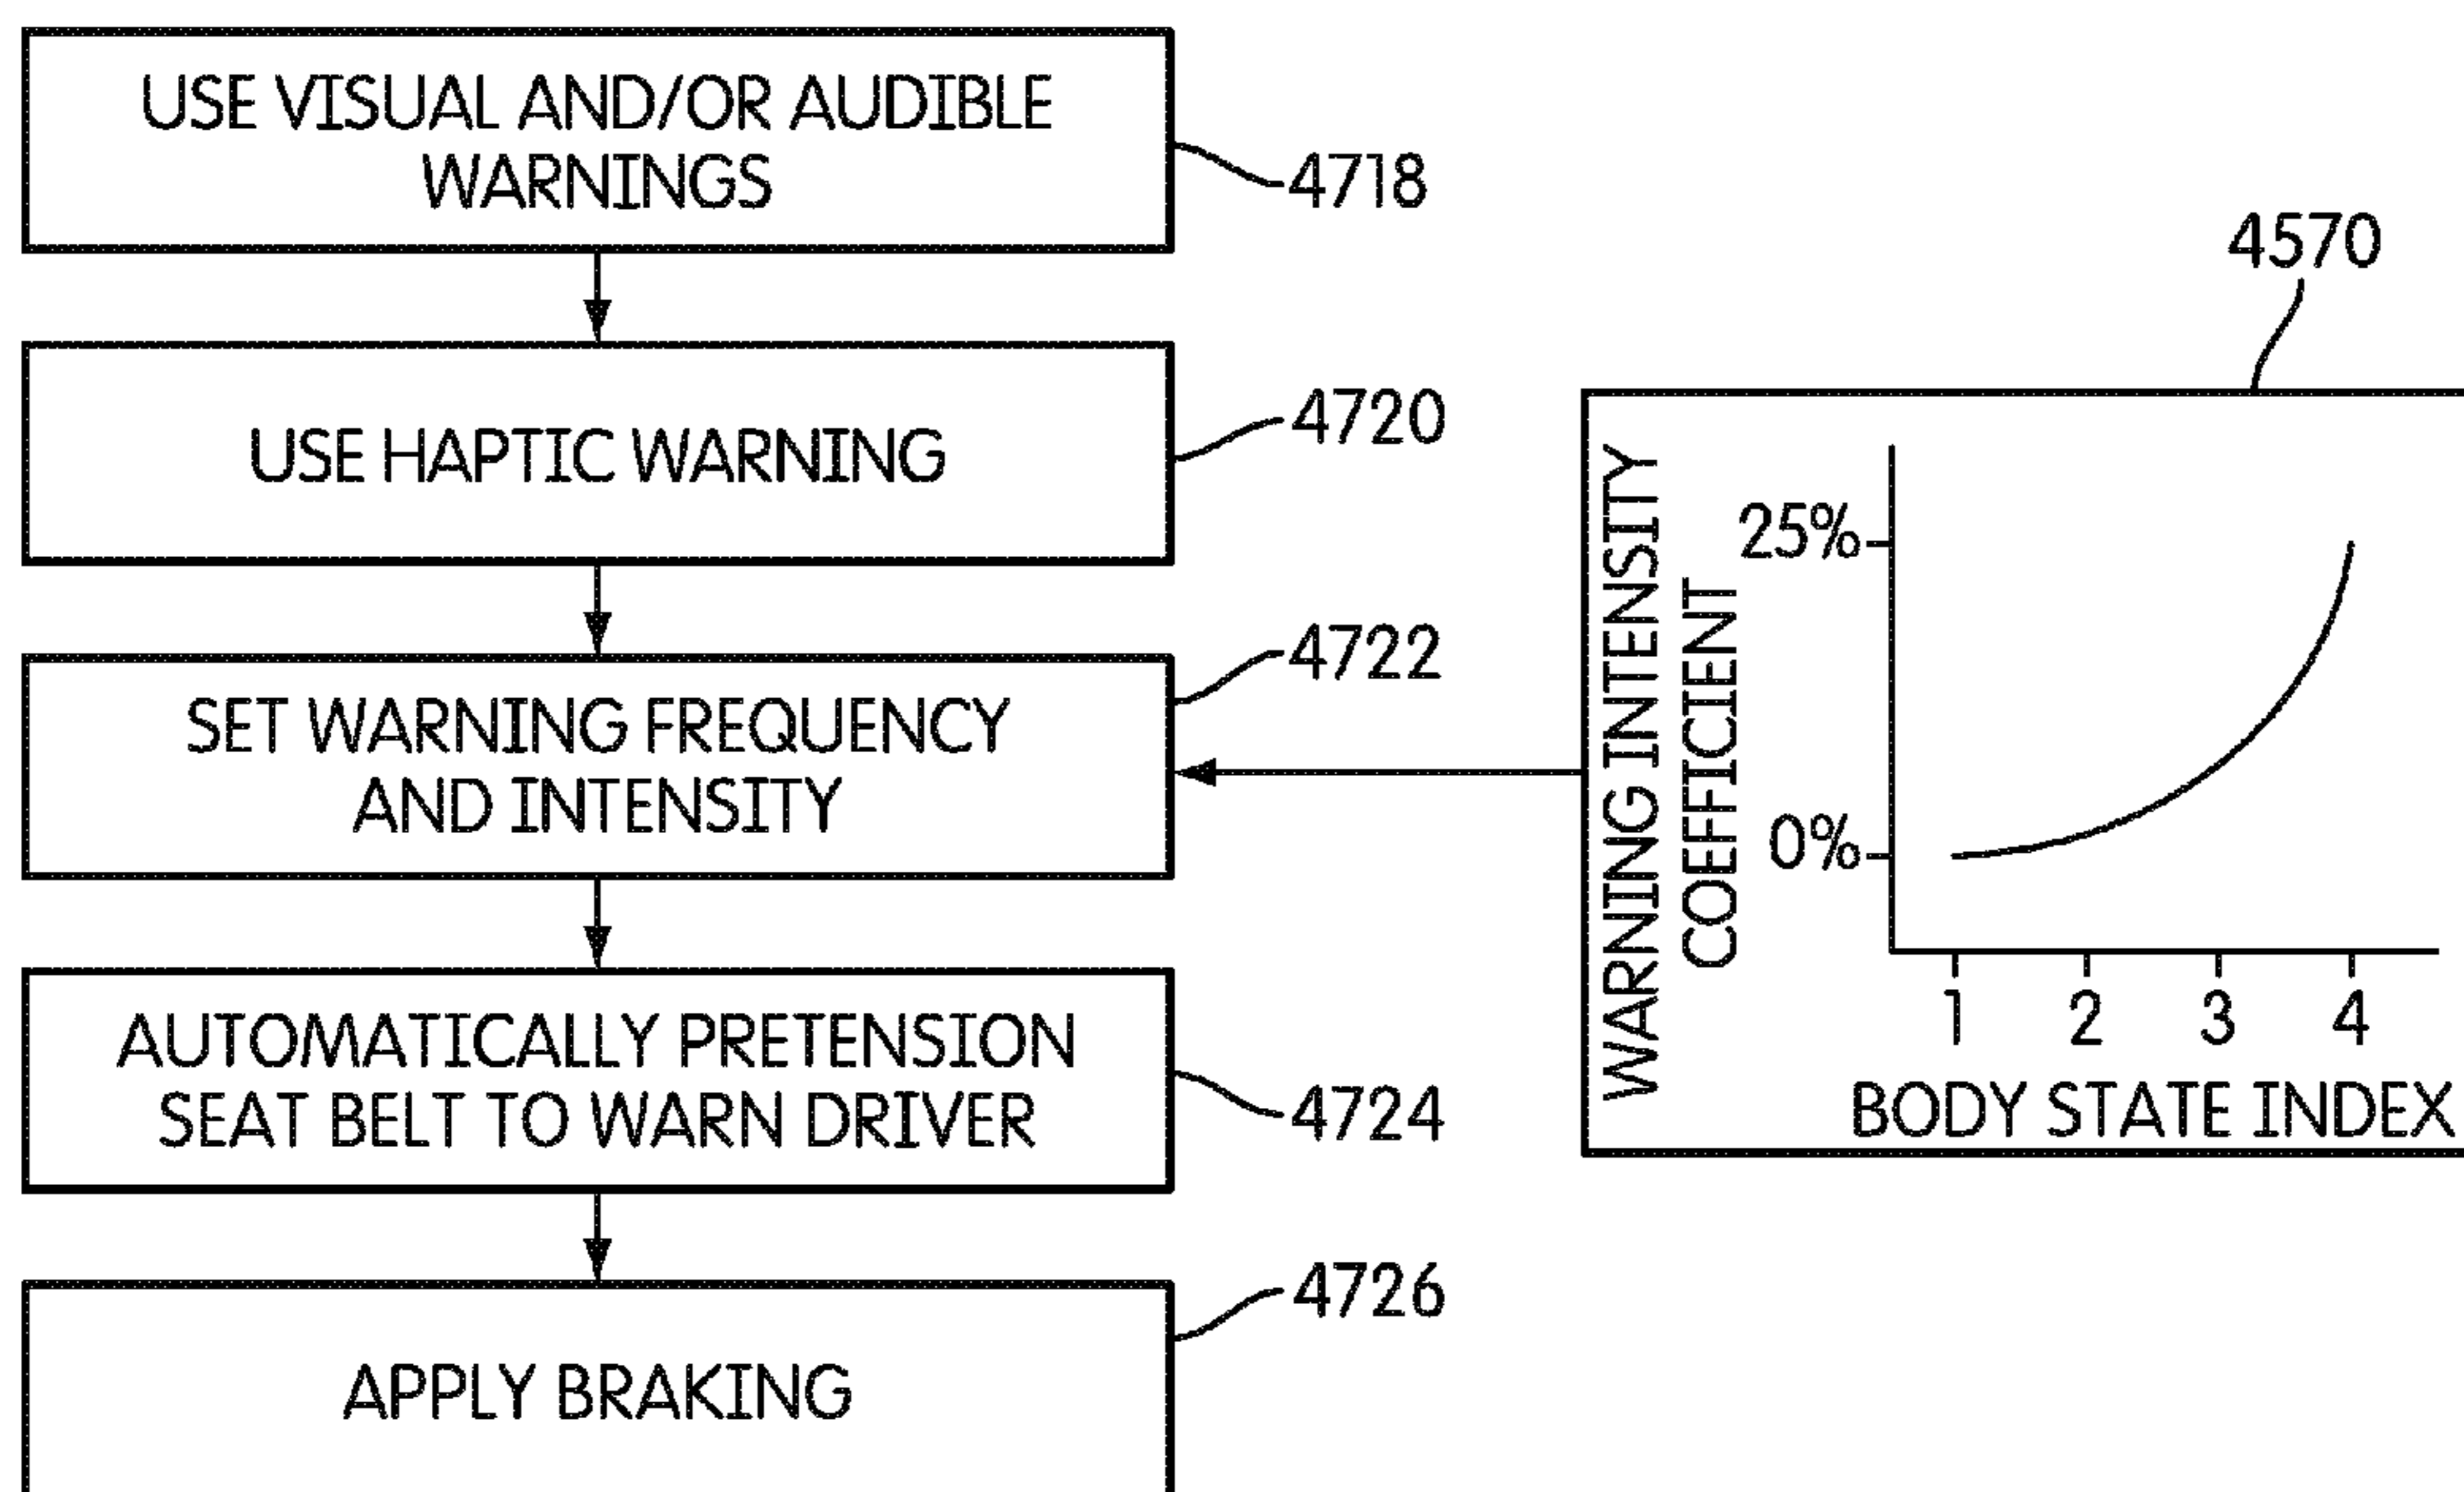 USE VISUAL AND/OR AUDIBLE
WARNINGS
4718
USE HAPTIC WARNING
4720
SET WARNING FREQUENCY
AND INTENSITY
4722
AUTOMATICALLY PRETENSION
SEAT BELT TO WARN DRIVER
4724
APPLY BRAKING
4726
4570
WARNING INTENSITY
COEFFICIENT
25%
0%
1 2 3 4
BODY STATE INDEX